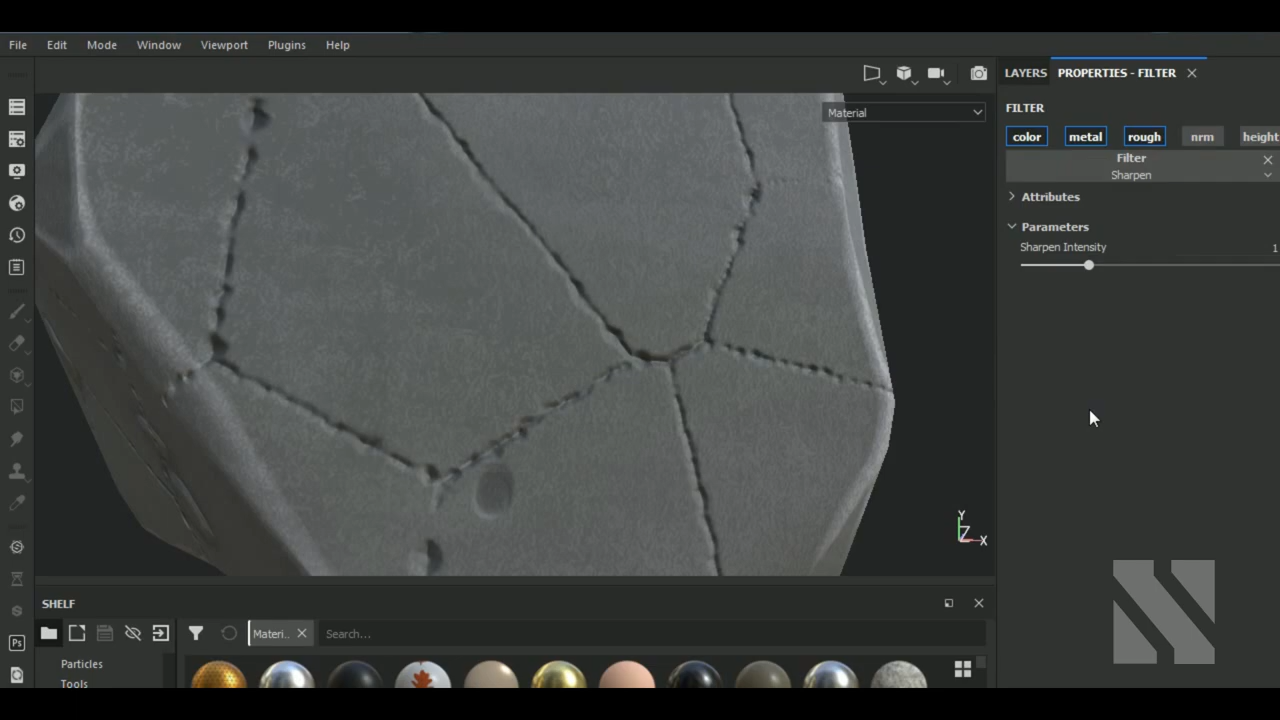 File Edit Mode Window Viewport Plugins Help
LAYERS PROPERTIES - FILTER
Material
FILTER
color metal rough nrm height
Filter
Sharpen
Attributes
Parameters
Sharpen Intensity 1
Y
Z
X
SHELF
Ps
Materi.. Search...
Particles
Tools